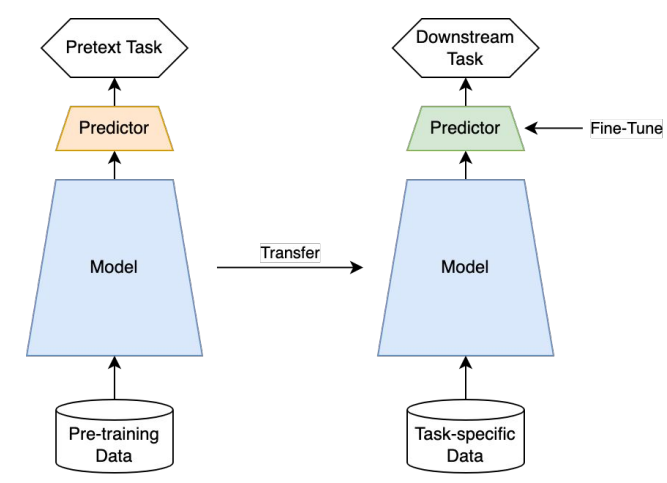 Pretext Task
Downstream
Task
Predictor
Predictor
Fine-Tune
Model
Transfer
Model
Pre-training
Data
Task-specific
Data